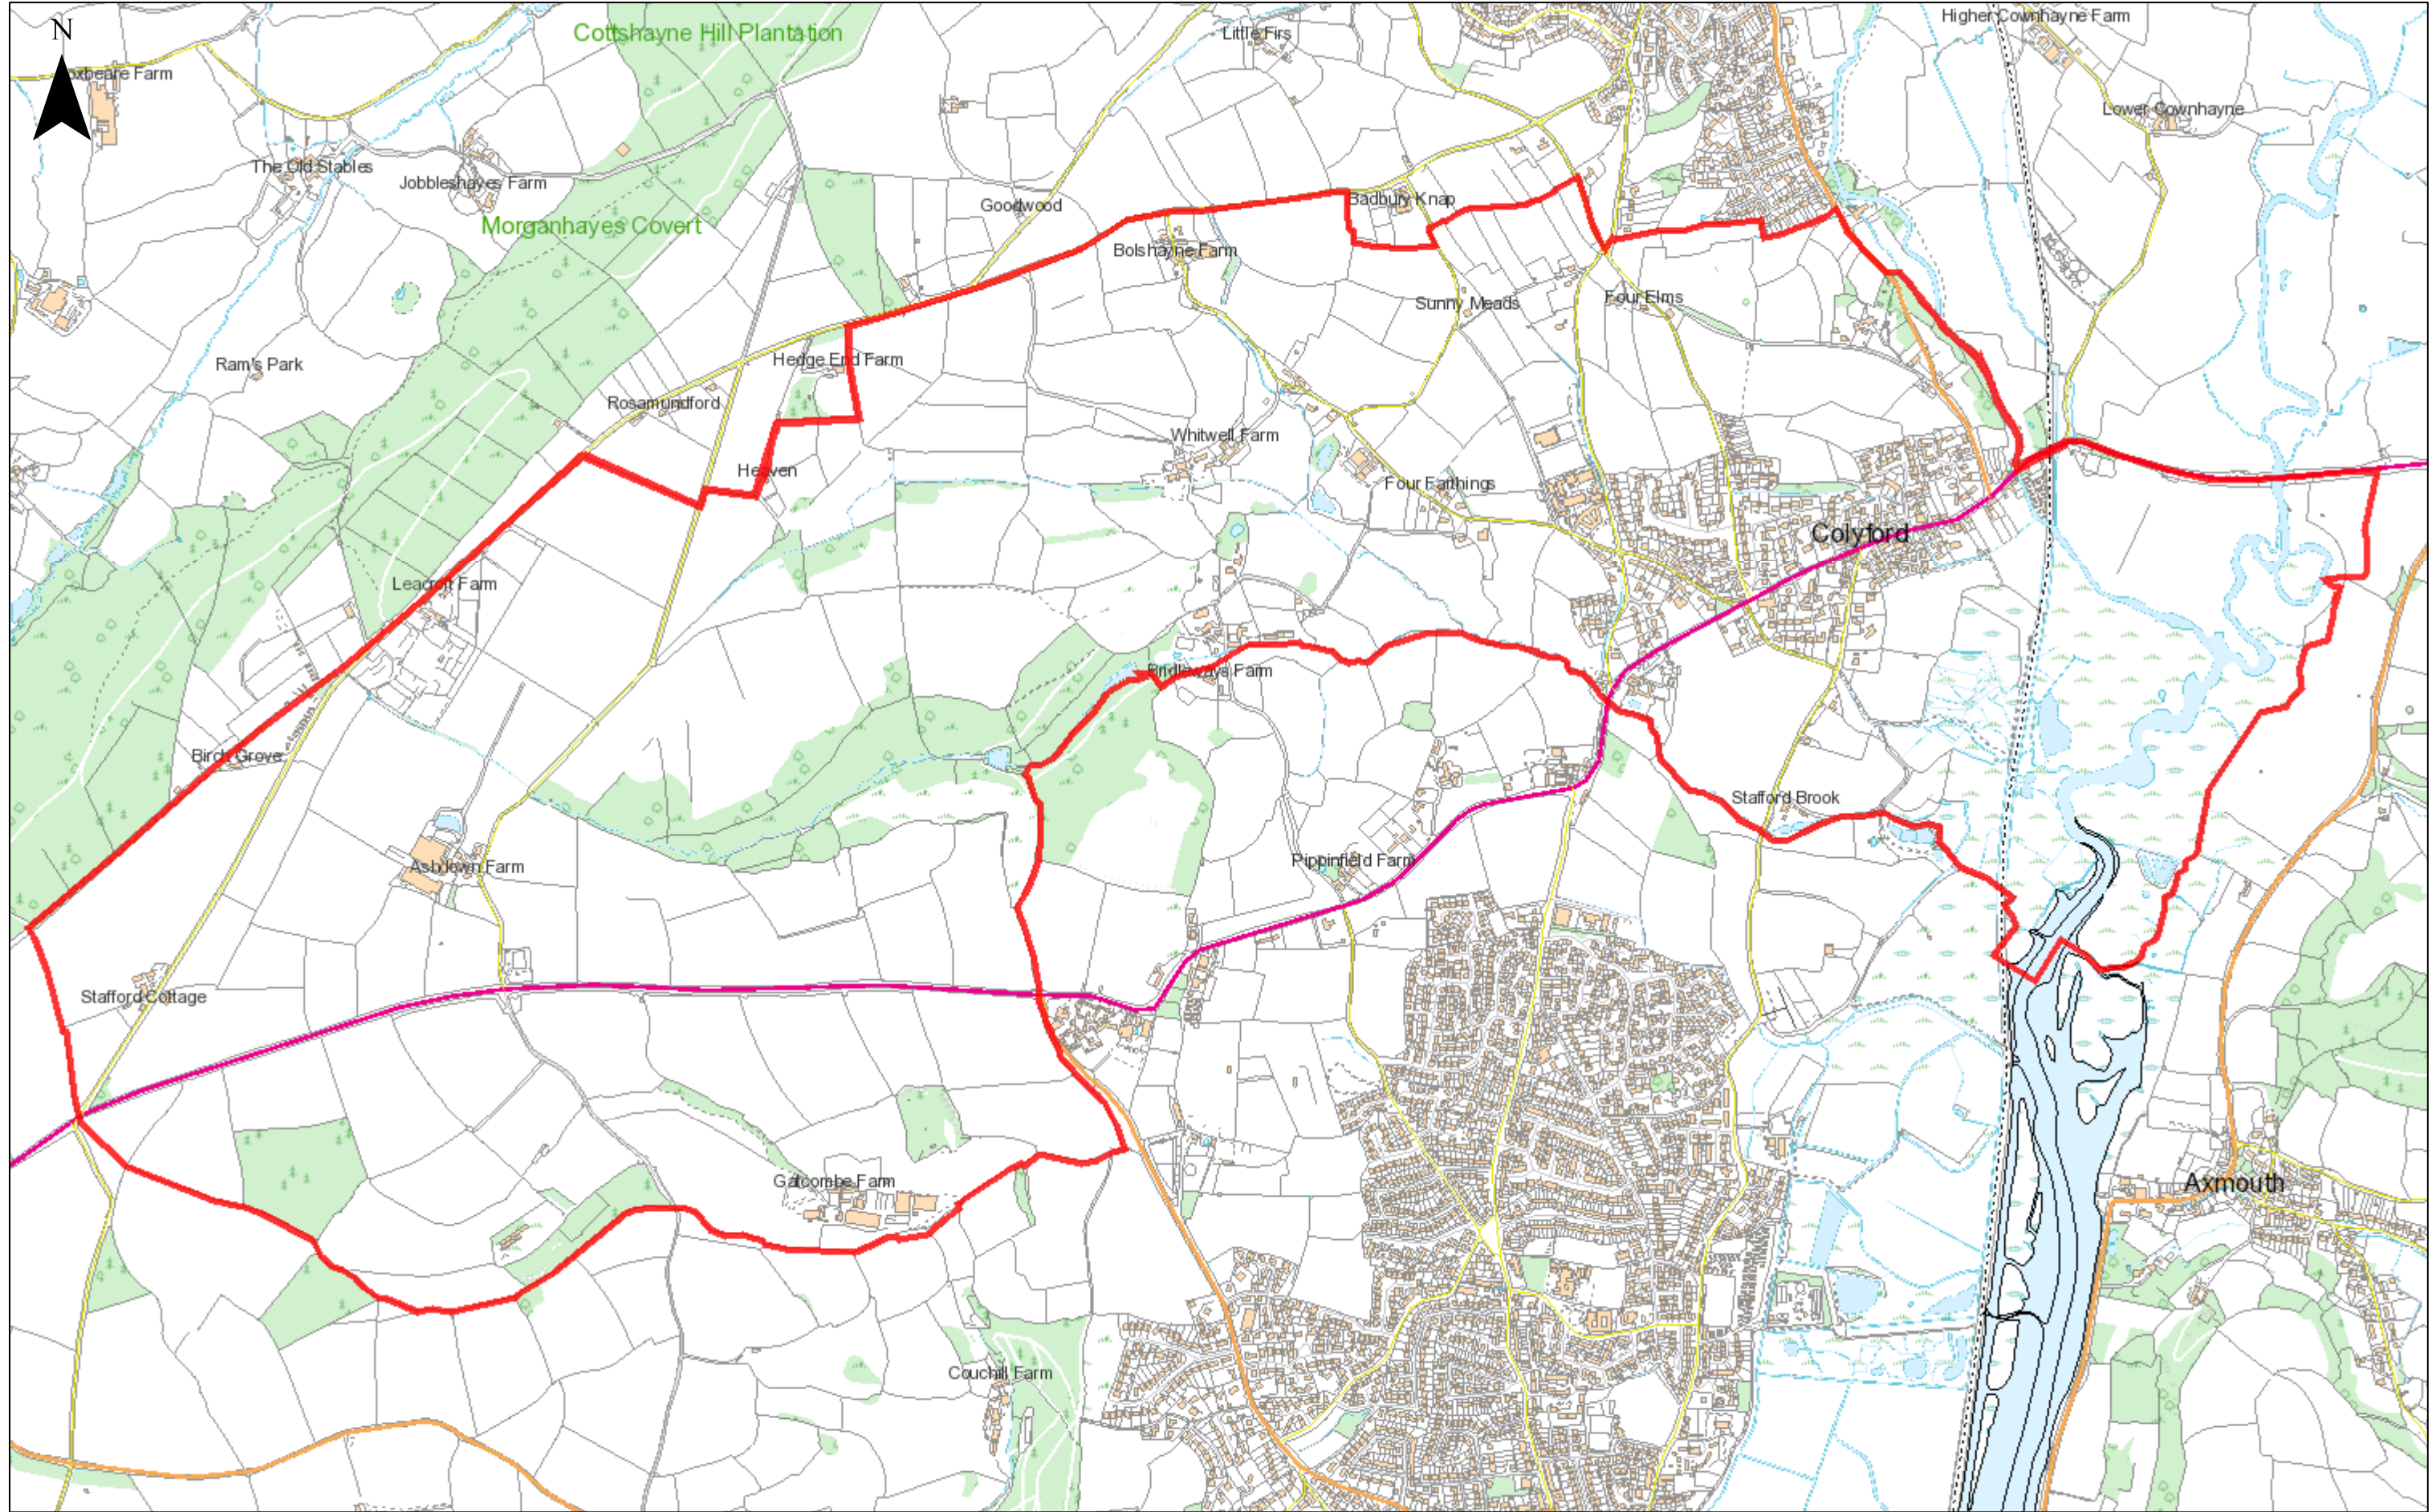 Higher Cownhayne Farm
N
Cottshayne Hill Plantation
Little Firs
Lower Cownhayne
The Old Stables
Jobbleshayes Farm
Badbury Knap
Goodwood
Morganhayes Covert
Bolshayne Farm
Four Elms
Sunny Meads
Hedge End Farm
Ram's Park
Rosamundford
Whitwell Farm
Heaven
Four Faithings
Colyford
Leacroft Farm
Bridleways Farm
Birch Grove
Stafford Brook
Pippinfield Farm
Ashdown Farm
Stafford Cottage
Gatcombe Farm
Axmouth
Couchill Farm